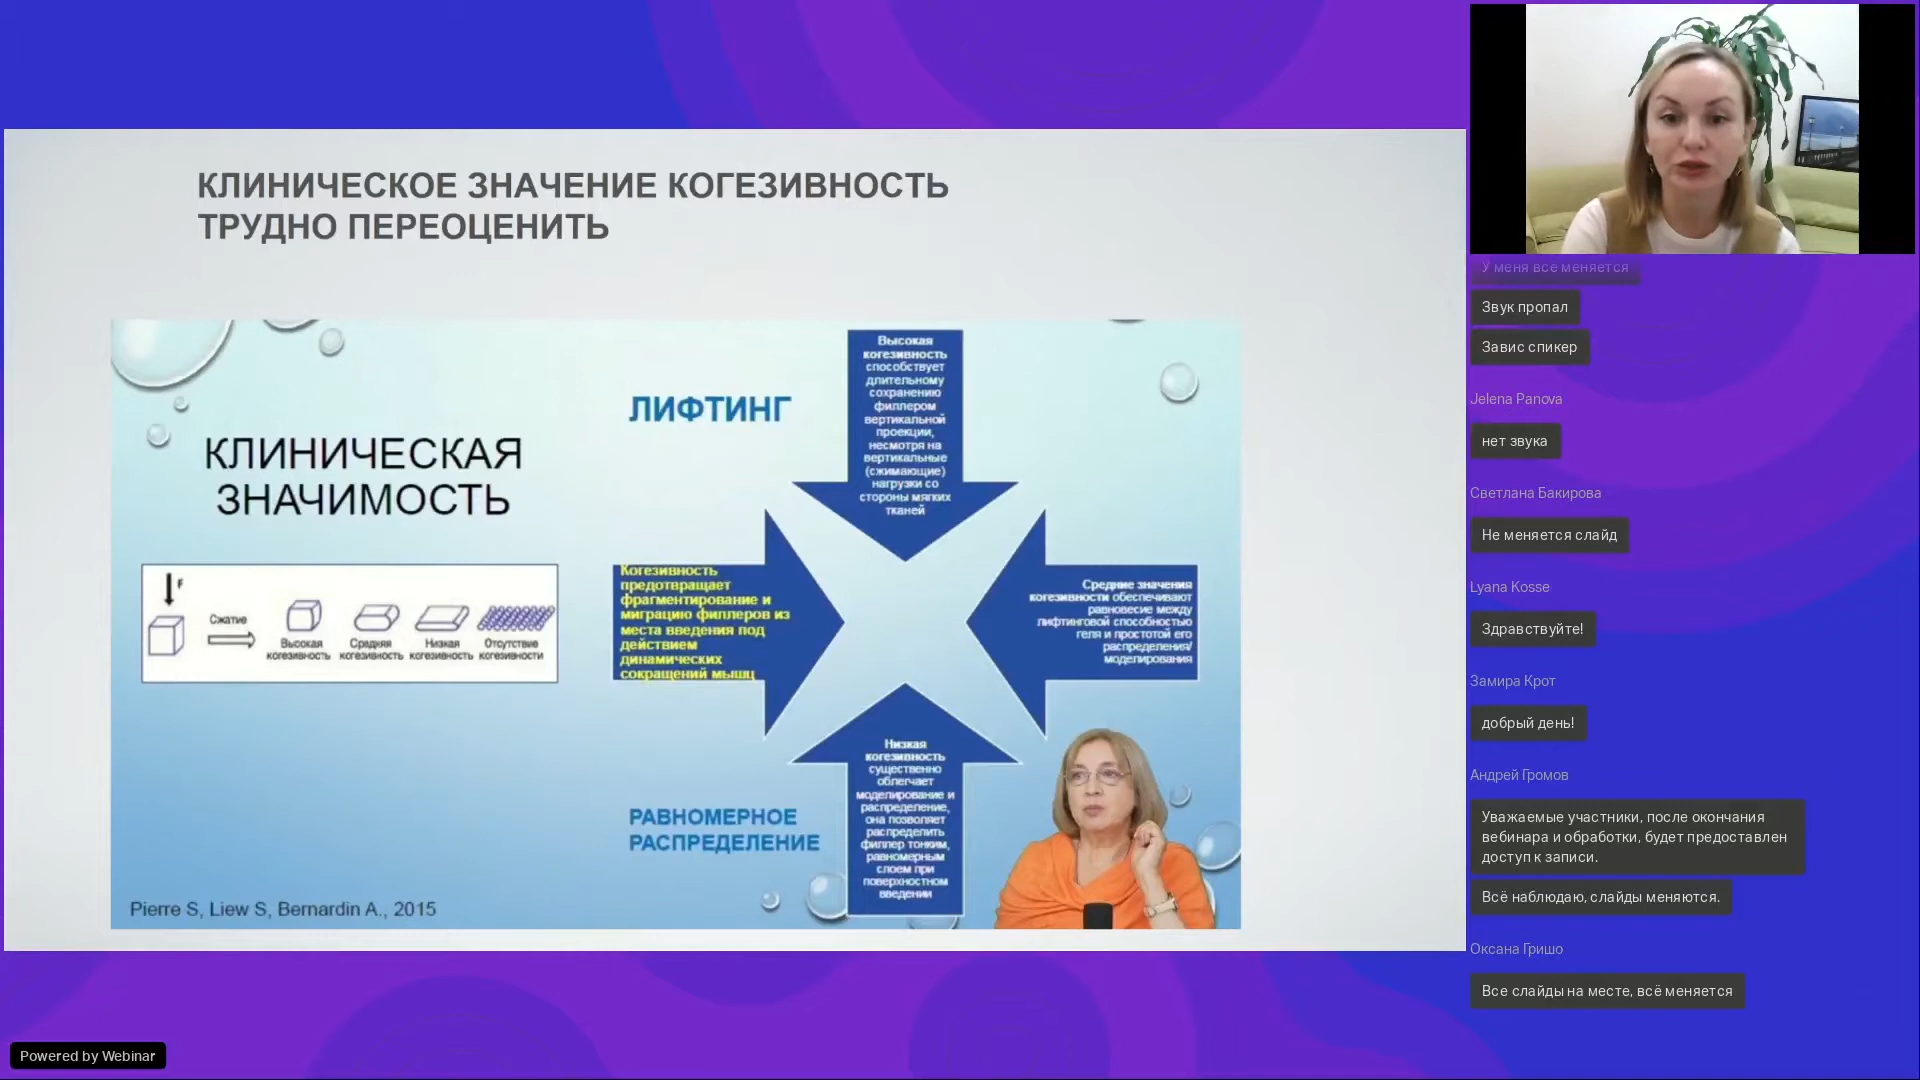 КЛИНИЧЕСКОЕ ЗНАЧЕНИЕ КОГЕЗИВНОСТЬ
ТРУДНО ПЕРЕОЦЕНИТЬ
КЛИНИЧЕСКАЯ
ЗНАЧИМОСТЬ
F
Сжатие
Высокая
когезивность
Средняя
когезивность
Низкая
когезивность
Отсутствие
когезивности
ЛИФТИНГ
Высокая
когезивность
способствует
длительному
сохранению
филлером
вертикальной
проекции,
несмотря на
вертикальные
(сжимающие)
нагрузки со
стороны мягких
тканей
Когезивность
предотвращает
фрагментирование и
миграцию филлеров из
места введения под
действием
динамических
сокращений мышц
Средние значения
когезивности обеспечивают
равновесие между
лифтинговой способностью
геля и простотой его
распределения/
моделирования
Низкая
когезивность
существенно
облегчает
моделирование и
распределение,
она позволяет
распределить
филлер тонким,
равномерным
слоем при
поверхностном
введении
РАВНОМЕРНОЕ
РАСПРЕДЕЛЕНИЕ
Pierre S, Liew S, Bernardin A., 2015
У меня все меняется
Звук пропал
Завис спикер
Jelena Panova
нет звука
Светлана Бакирова
Не меняется слайд
Lyana Kosse
Здравствуйте!
Замира Крот
добрый день!
Андрей Громов
Уважаемые участники, после окончания
вебинара и обработки, будет предоставлен
доступ к записи.
Всё наблюдаю, слайды меняются.
Оксана Гришо
Все слайды на месте, всё меняется
Powered by Webinar